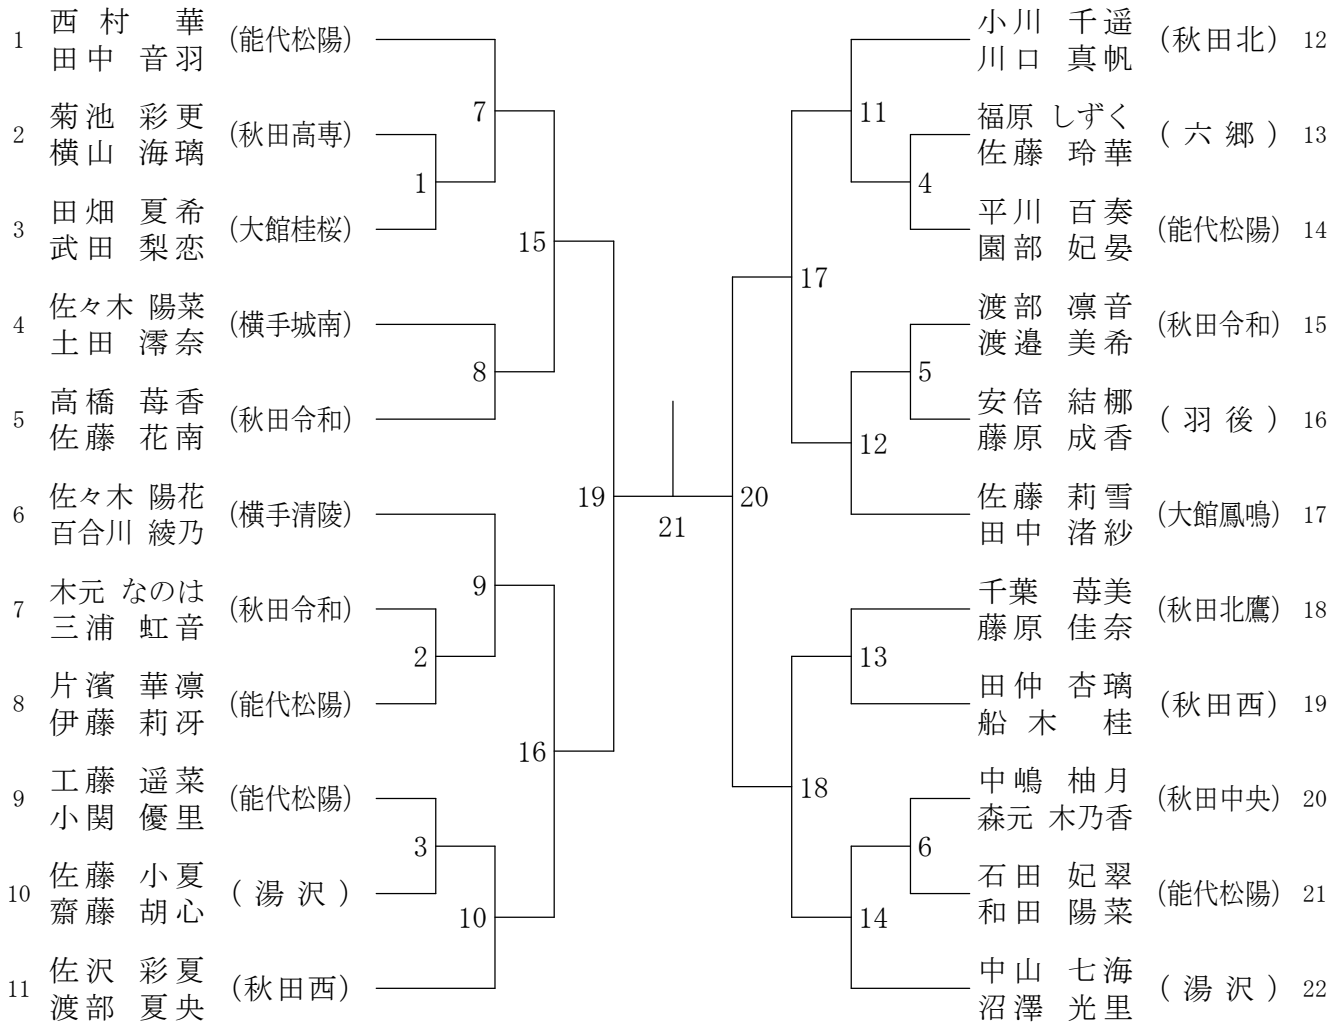 1 西村 華 (能代松陽)
田中 音羽
2 菊池 彩更 (秋田高専)
横山 海璃
3 田畑 夏希 (大館桂桜)
武田 梨恋
4 佐々木 陽菜 (横手城南)
土田 澪奈
5 高橋 苺香 (秋田令和)
佐藤 花南
6 佐々木 陽花 (横手清陵)
百合川 綾乃
7 木元 なのは (秋田令和)
三浦 虹音
8 片濱 華凛 (能代松陽)
伊藤 莉冴
9 工藤 遥菜 (能代松陽)
小関 優里
10 佐藤 小夏 (湯沢)
齋藤 胡心
11 佐沢 彩夏 (秋田西)
渡部 夏央
7
1
15
8
19
9
2
16
3
10
21
20
11
4
17
5
12
13
18
6
14
小川 千遥 (秋田北) 12
川口 真帆
福原 しずく (六郷) 13
佐藤 玲華
平川 百奏 (能代松陽) 14
園部 妃晏
渡部 凛音 (秋田令和) 15
渡邉 美希
安倍 結梛 (羽後) 16
藤原 成香
佐藤 莉雪 (大館鳳鳴) 17
田中 渚紗
千葉 苺美 (秋田北鷹) 18
藤原 佳奈
田仲 杏璃 (秋田西) 19
船木 桂
中嶋 柚月 (秋田中央) 20
森元 木乃香
石田 妃翠 (能代松陽) 21
和田 陽菜
中山 七海 (湯沢) 22
沼澤 光里